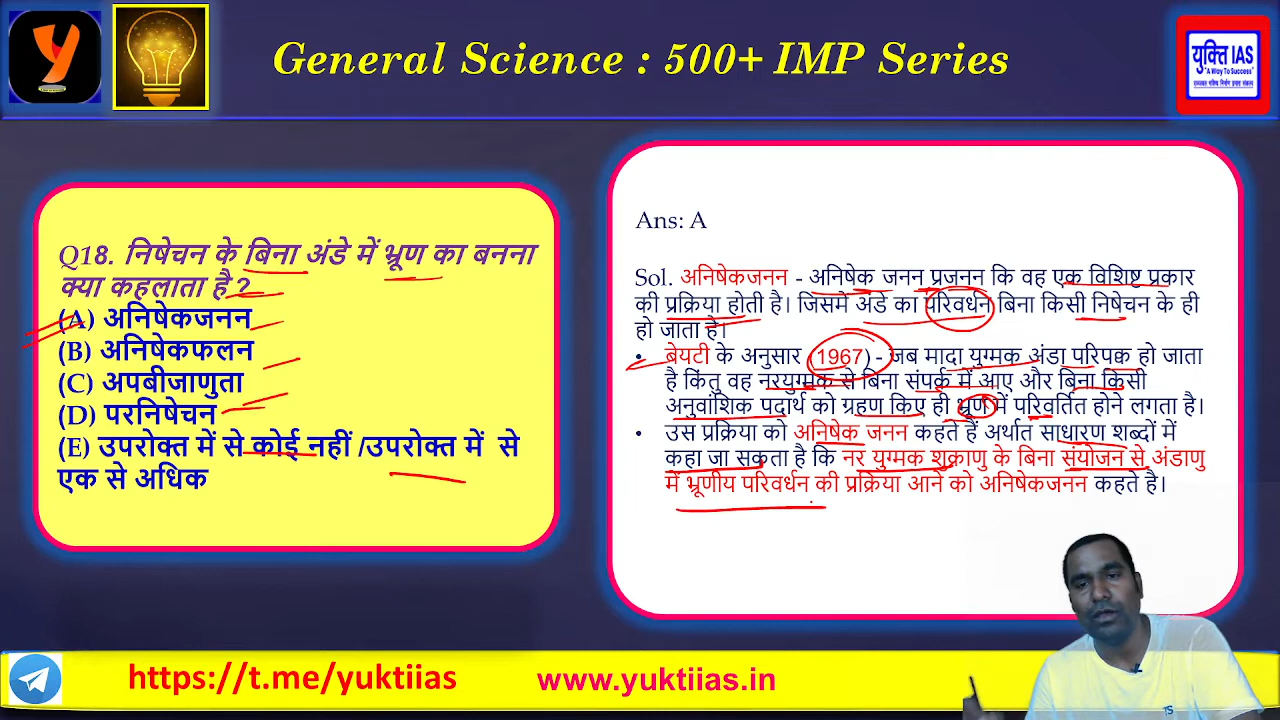 General Science : 500+ IMP Series
युक्ति IAS
"A Way To Success"
Q18. निषेचन के बिना अंडे में भ्रूण का बनना
क्या कहलाता है ?
(A) अनिषेकजनन
(B) अनिषेकफलन
(C) अपबीजाणुता
(D) परनिषेचन
(E) उपरोक्त में से कोई नहीं /उपरोक्त में से
एक से अधिक
Ans: A
Sol. अनिषेकजनन - अनिषेक जनन प्रजनन कि वह एक विशिष्ट प्रकार
की प्रक्रिया होती है। जिसमें अंडे का परिवर्धन बिना किसी निषेचन के ही
हो जाता है।
• बेयटी के अनुसार (1967) - जब मादा युग्मक अंडा परिपक्व हो जाता
है किंतु वह नरयुग्मक से बिना संपर्क में आए और बिना किसी
अनुवांशिक पदार्थ को ग्रहण किए ही भ्रूण में परिवर्तित होने लगता है।
• उस प्रक्रिया को अनिषेक जनन कहते हैं अर्थात साधारण शब्दों में
कहा जा सकता है कि नर युग्मक शुक्राणु के बिना संयोजन से अंडाणु
में भ्रूणीय परिवर्धन की प्रक्रिया आने को अनिषेकजनन कहते है।
https://t.me/yuktiias
www.yuktiias.in